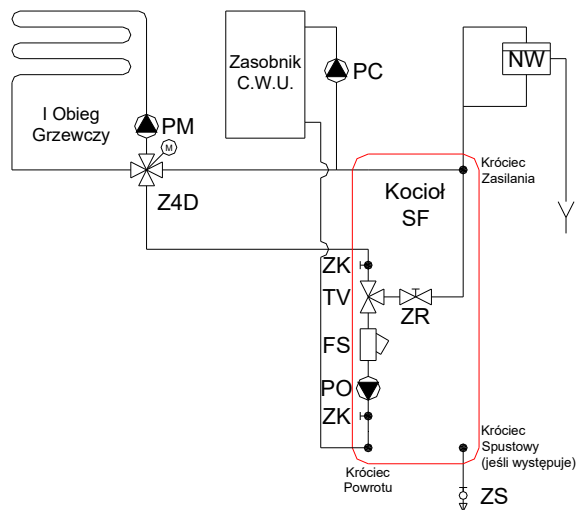 Zasobnik
C.W.U.
PC
NW
I Obieg
Grzewczy
PM
M
Z4D
Króciec
Zasilania
Kocioł
SF
ZK
TV
ZR
FS
PO
ZK
Króciec
Spustowy
(jeśli występuje)
Króciec
Powrotu
ZS